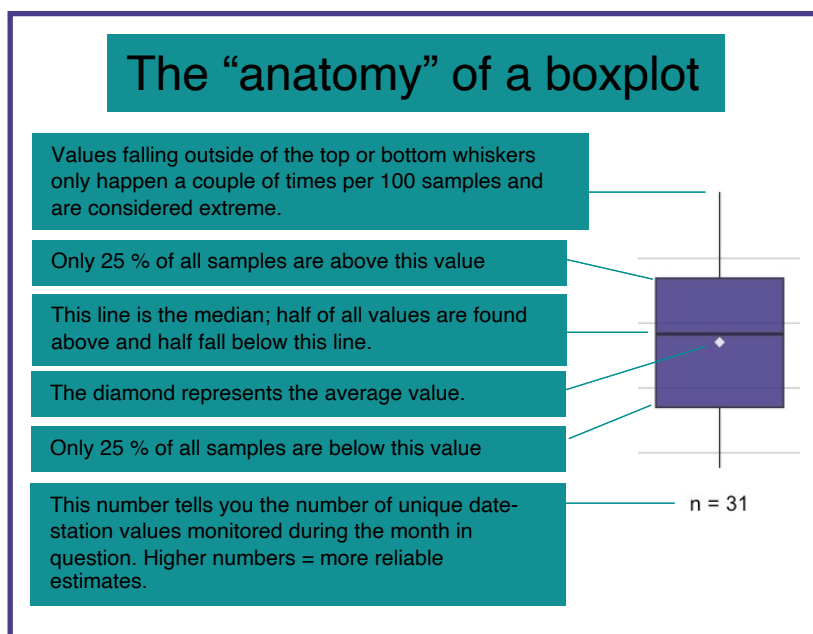 The “anatomy” of a boxplot
Values falling outside of the top or bottom whiskers
only happen a couple of times per 100 samples and
are considered extreme.
Only 25 % of all samples are above this value
This line is the median; half of all values are found
above and half fall below this line.
The diamond represents the average value.
Only 25 % of all samples are below this value
This number tells you the number of unique date-
station values monitored during the month in
question. Higher numbers = more reliable
estimates.
n = 31